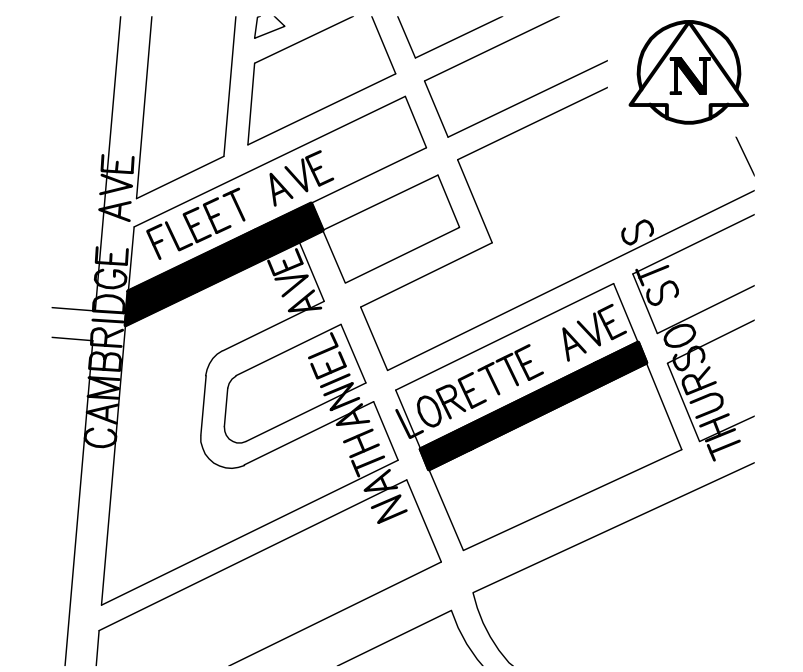 N
CAMBRIDGE AVE
FLEET AVE
NATHANIEL AVE
LORETTE AVE
THURSO ST S